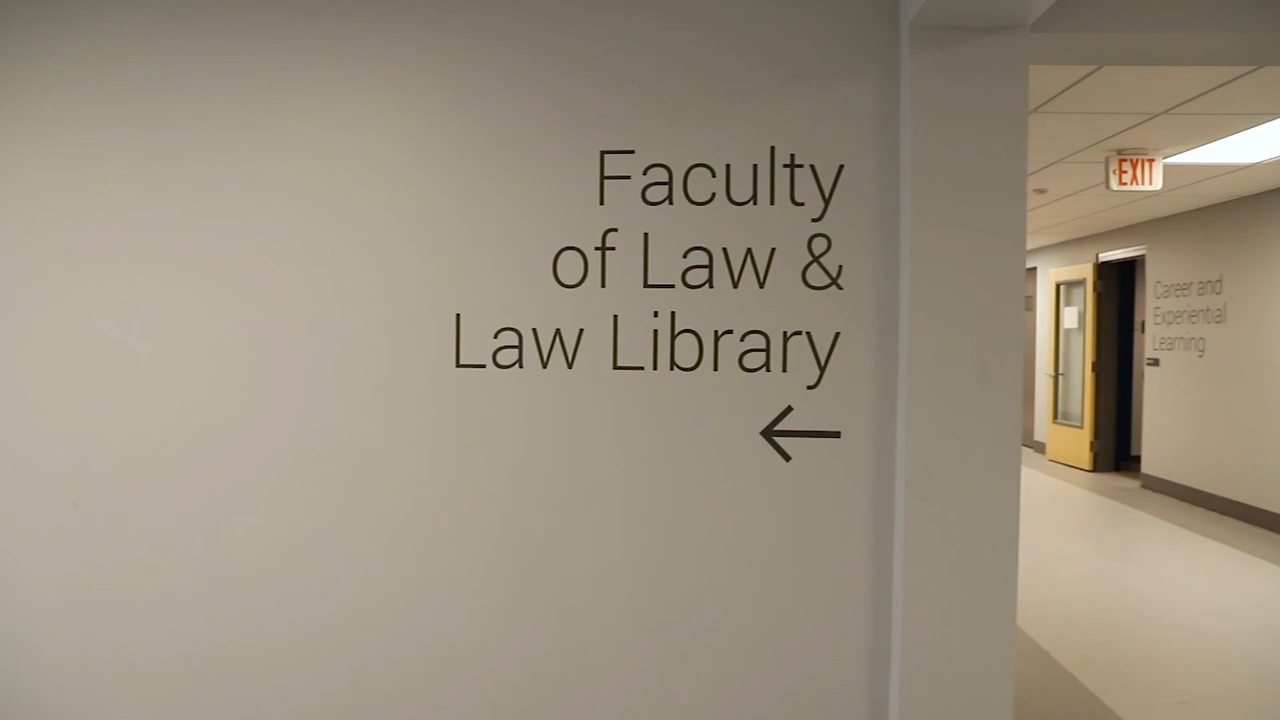 Faculty
of Law &
Law Library
EXIT
Career and
Experiential
Learning